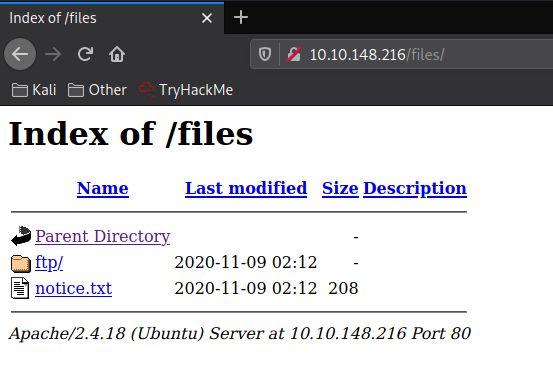 Index of /files
10.10.148.216/files/
Kali Other TryHackMe
Index of /files
Name Last modified Size Description
Parent Directory -
ftp/ 2020-11-09 02:12 -
notice.txt 2020-11-09 02:12 208
Apache/2.4.18 (Ubuntu) Server at 10.10.148.216 Port 80